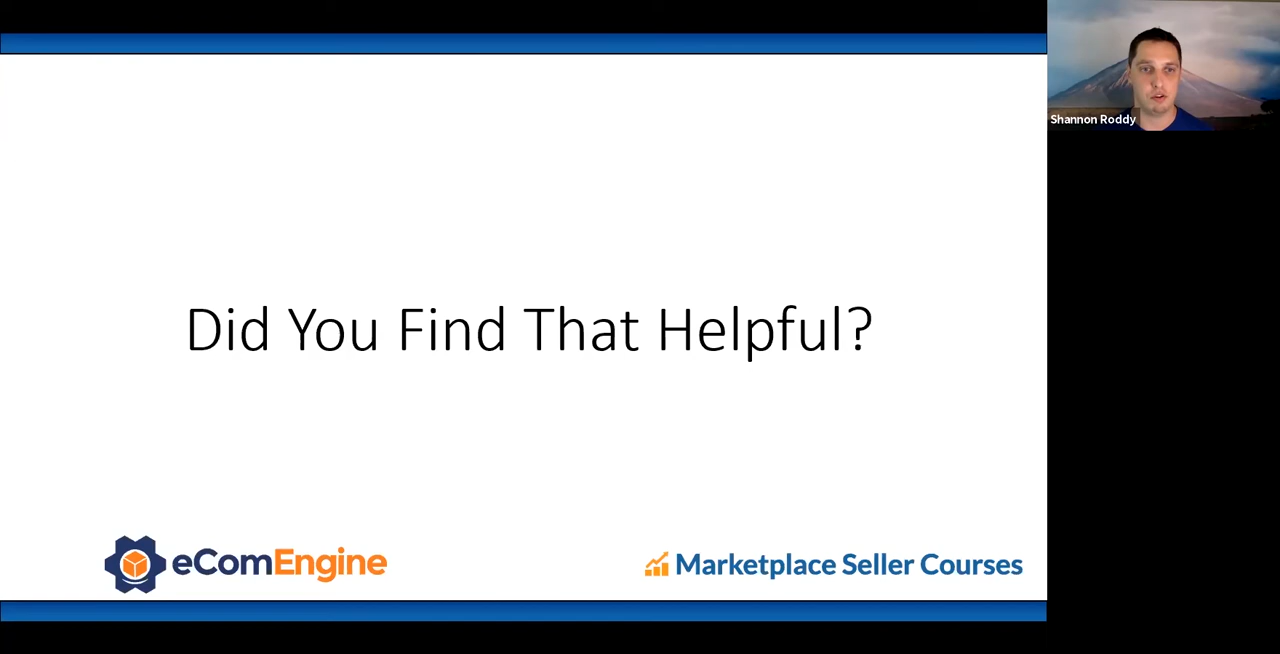 Shannon Roddy
Did You Find That Helpful?
eComEngine
Marketplace Seller Courses